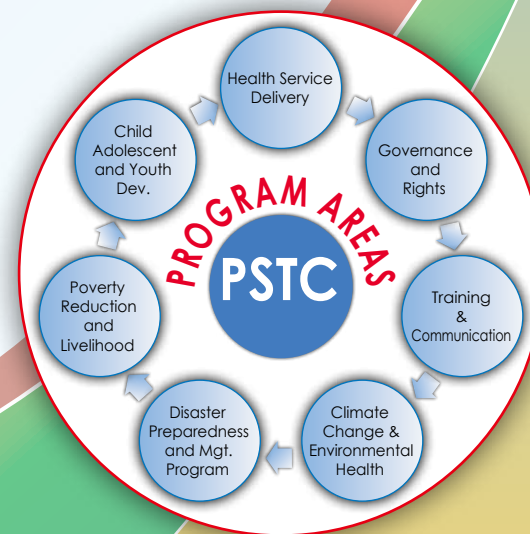 Health Service
Delivery
Governance
and
Rights
Training
&
Communication
Climate
Change &
Environmental
Health
Disaster
Preparedness
and Mgt.
Program
Poverty
Reduction
and
Livelihood
Child
Adolescent
and Youth
Dev.
PROGRAM AREAS
PSTC